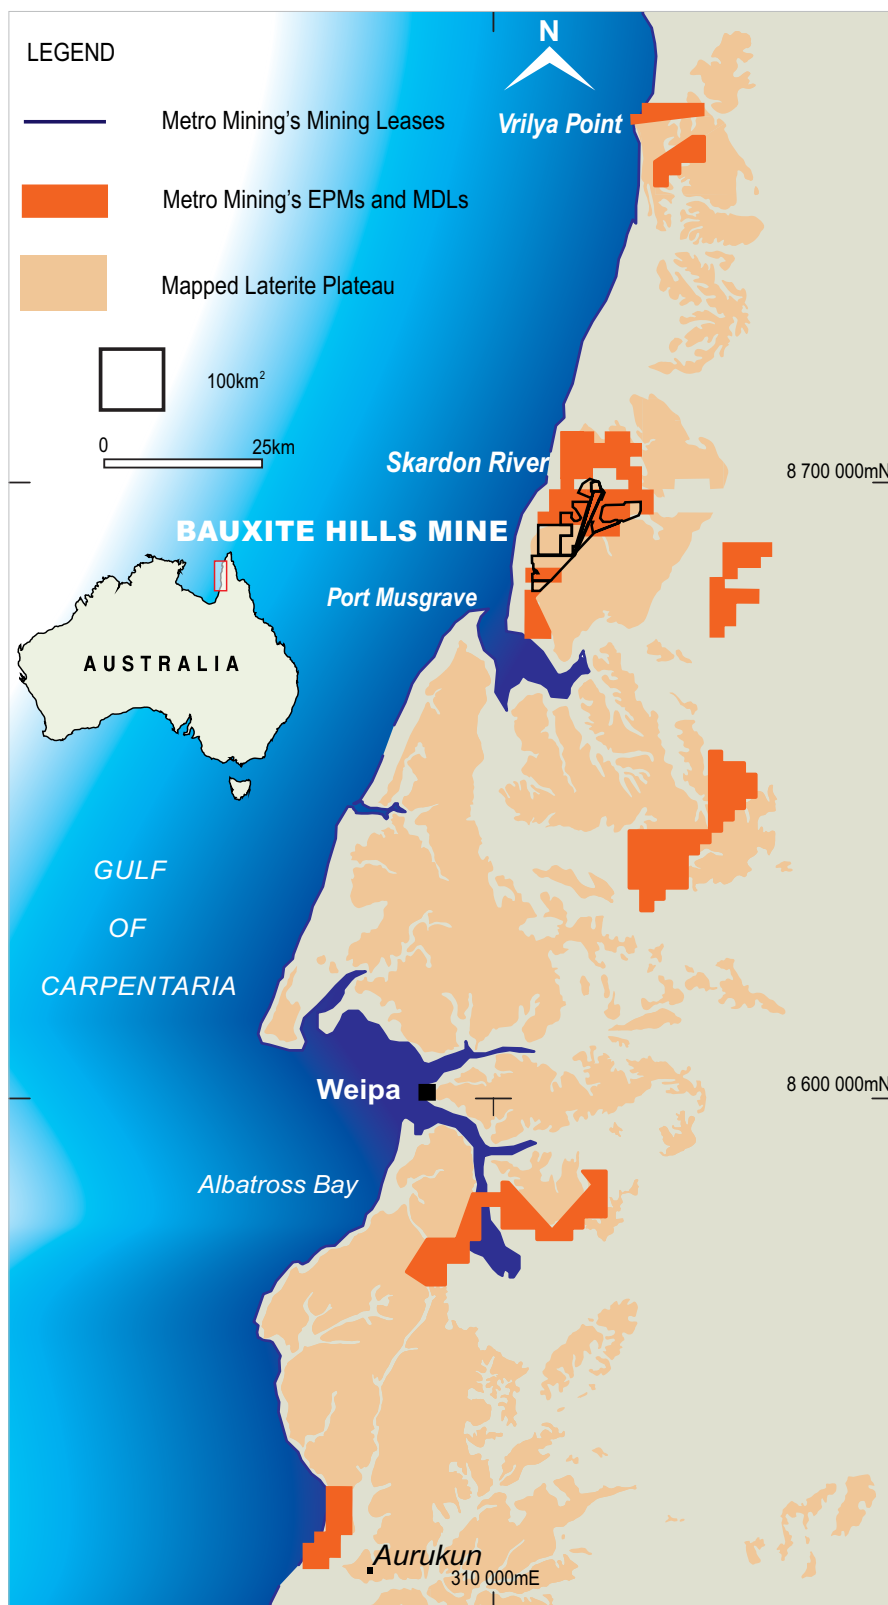 LEGEND
N
Metro Mining's Mining Leases
Vrilya Point
Metro Mining's EPMs and MDLs
Mapped Laterite Plateau
100km²
0
25km
Skardon River
8 700 000mN
BAUXITE HILLS MINE
Port Musgrave
AUSTRALIA
GULF
OF
CARPENTARIA
8 600 000mN
Weipa
Albatross Bay
Aurukun
310 000mE